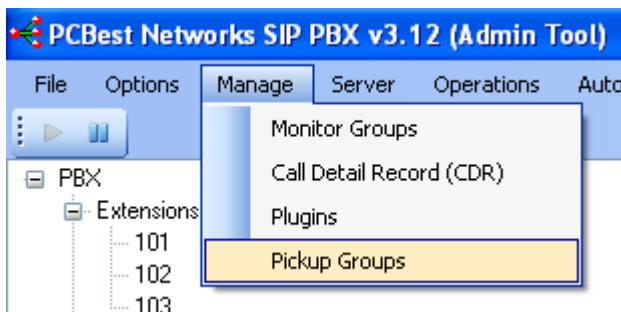 PCBest Networks SIP PBX v3.12 (Admin Tool)
File Options Manage Server Operations Auto
Monitor Groups
Call Detail Record (CDR)
Plugins
Pickup Groups
PBX
Extensions
101
102
103